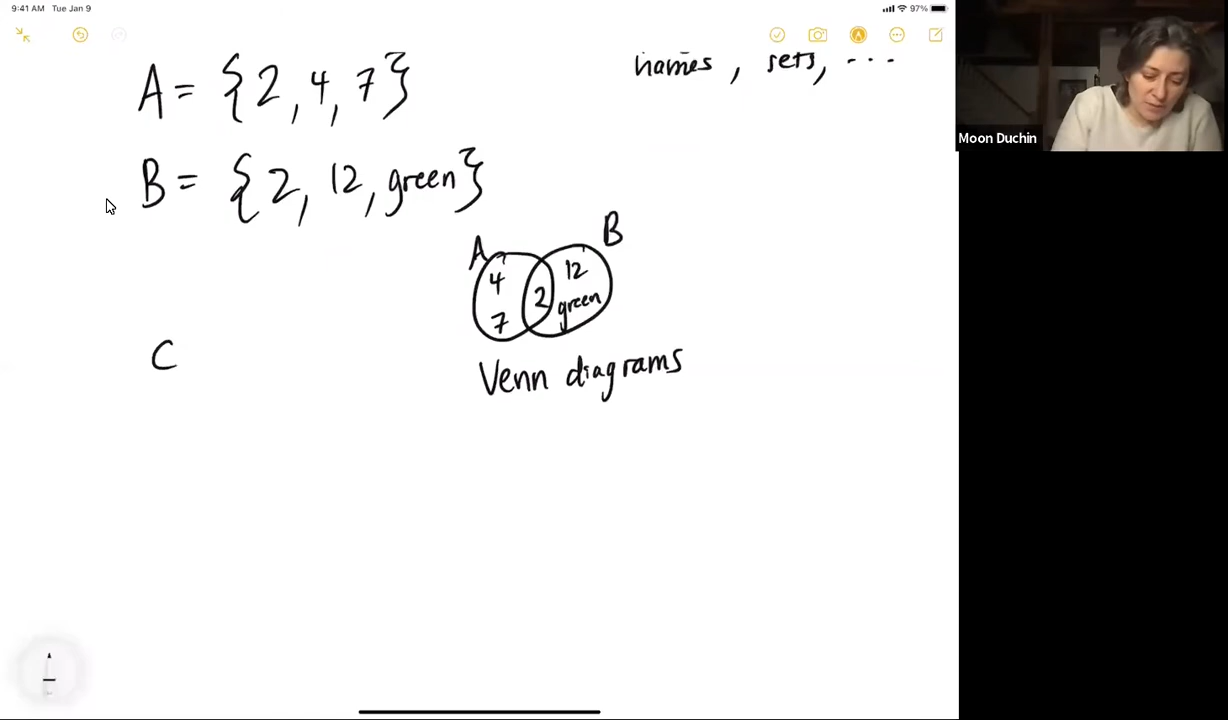 9:41 AM Tue Jan 9
97%
names, sets, ...
A = {2, 4, 7}
B = {2, 12, green}
Moon Duchin
A B
4 12
2 green
7
C
Venn diagrams